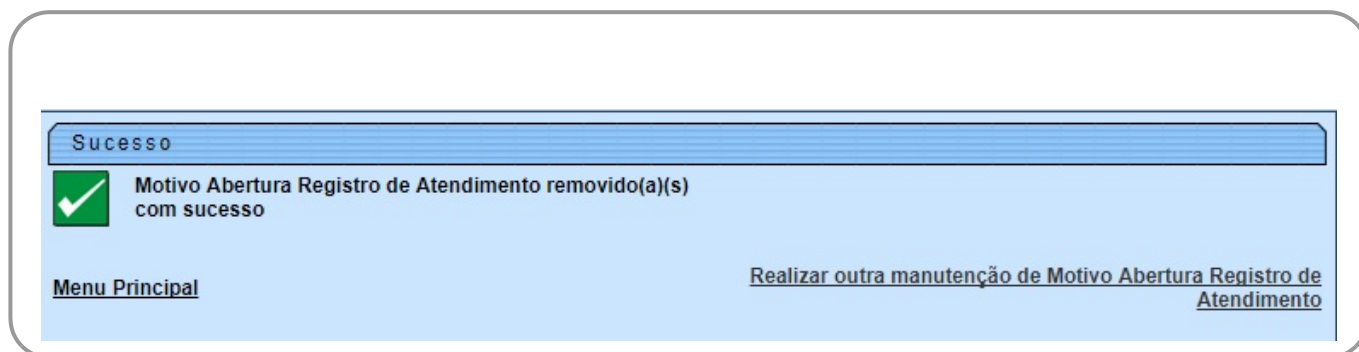 Sucesso
Motivo Abertura Registro de Atendimento removido(a)(s)
com sucesso
Menu Principal
Realizar outra manutenção de Motivo Abertura Registro de
Atendimento